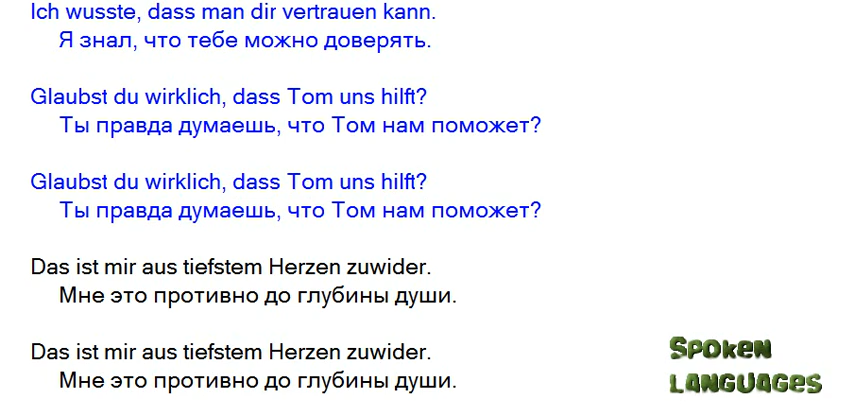 Ich wusste, dass man dir vertrauen kann.
Я знал, что тебе можно доверять.
Glaubst du wirklich, dass Tom uns hilft?
Ты правда думаешь, что Том нам поможет?
Glaubst du wirklich, dass Tom uns hilft?
Ты правда думаешь, что Том нам поможет?
Das ist mir aus tiefstem Herzen zuwider.
Мне это противно до глубины души.
Das ist mir aus tiefstem Herzen zuwider.
Мне это противно до глубины души.
Spoken
Languages